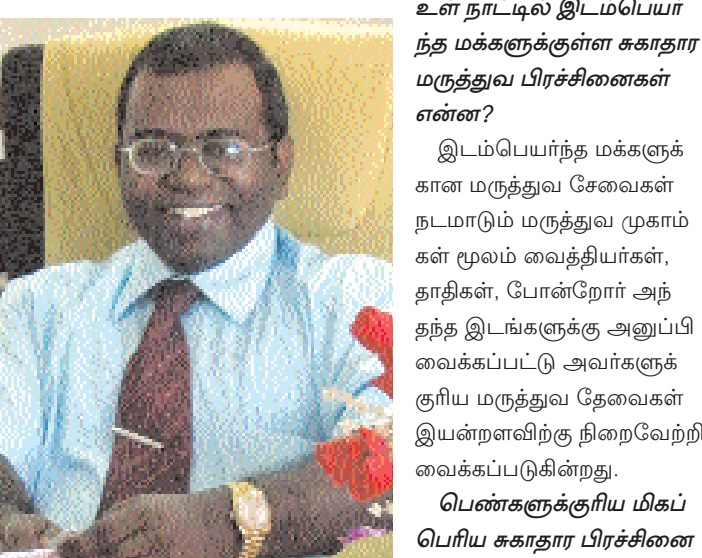 உள் நாட்டில் இடம்பெயர்
ந்த மக்களுக்குள்ள சுகாதார
மருத்துவ பிரச்சினைகள்
என்ன?
இடம்பெயர்ந்த மக்களுக்
கான மருத்துவ சேவைகள்
நடமாடும் மருத்துவ முகாம்
கள் மூலம் வைத்தியர்கள்,
தாதிகள், போன்றோர் அந்
தந்த இடங்களுக்கு அனுப்பி
வைக்கப்பட்டு அவர்களுக்
குரிய மருத்துவ தேவைகள்
இயன்றளவிற்கு நிறைவேற்றி
வைக்கப்படுகின்றது.
பெண்களுக்குரிய மிகப்
பெரிய சுகாதார பிரச்சினை